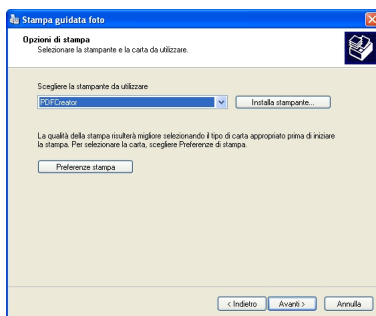 Stampa guidata foto
Opzioni di stampa
Selezionare la stampante e la carta da utilizzare.
Scegliere la stampante da utilizzare
PDFCreator
Installa stampante...
La qualità della stampa risulterà migliore selezionando il tipo di carta appropriato prima di iniziare
la stampa. Per selezionare la carta, scegliere Preferenze di stampa.
Preferenze stampa
< Indietro
Avanti >
Annulla